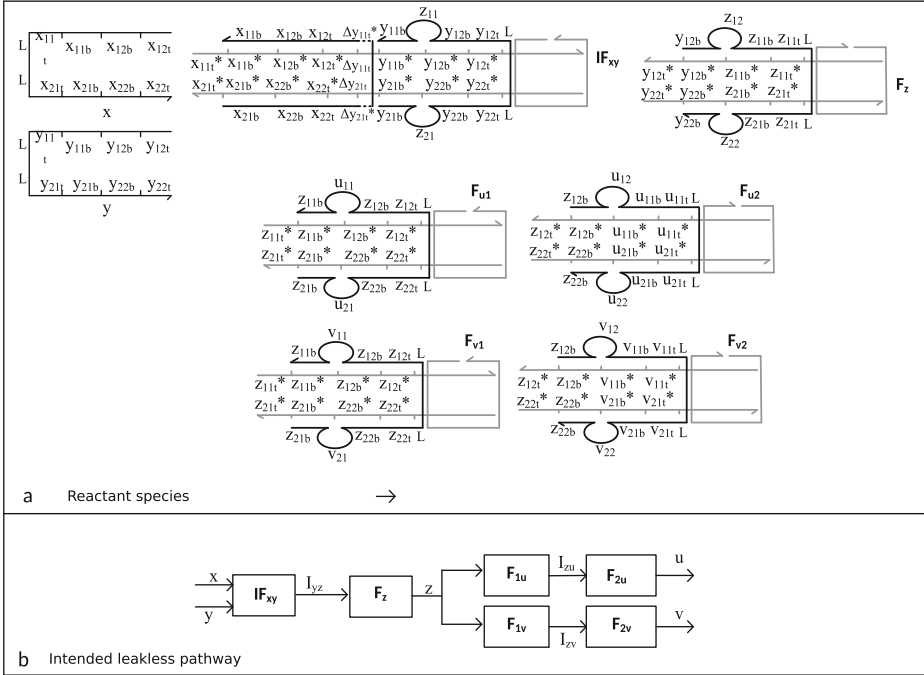 L x₁₁ₜ x₁₁b x₁₂b x₁₂t
L x₂₁t x₂₁b x₂₂b x₂₂t
x
L y₁₁ₜ y₁₁b y₁₂b y₁₂t
L y₂₁t y₂₁b y₂₂b y₂₂t
y
z₁₁
x₁₁b x₁₂b x₁₂t Δy₁₁t* y₁₁b y₁₂b y₁₂t L
x₁₁t* x₁₁b* x₁₂b* x₁₂t* Δy₁₁t y₁₁b* y₁₂b* y₁₂t*
x₂₁t* x₂₁b* x₂₂b* x₂₂t* Δy₂₁t y₂₁b* y₂₂b* y₂₂t*
x₂₁b x₂₂b x₂₂t Δy₂₁t* y₂₁b y₂₂b y₂₂t L
z₂₁
IFxy
z₁₂
y₁₂b z₁₁b z₁₁t L
y₁₂t* y₁₂b* z₁₁b* z₁₁t*
y₂₂t* y₂₂b* z₂₁b* z₂₁t*
y₂₂b z₂₁b z₂₁t L
z₂₂
Fz
u₁₁
Fu1
z₁₁b z₁₂b z₁₂t L
z₁₁t* z₁₁b* z₁₂b* z₁₂t*
z₂₁t* z₂₁b* z₂₂b* z₂₂t*
z₂₁b z₂₂b z₂₂t L
u₂₁
u₁₂
Fu2
z₁₂b u₁₁b u₁₁t L
z₁₂t* z₁₂b* u₁₁b* u₁₁t*
z₂₂t* z₂₂b* u₂₁b* u₂₁t*
z₂₂b u₂₁b u₂₁t L
u₂₂
v₁₁
Fv1
z₁₁b z₁₂b z₁₂t L
z₁₁t* z₁₁b* z₁₂b* z₁₂t*
z₂₁t* z₂₁b* z₂₂b* z₂₂t*
z₂₁b z₂₂b z₂₂t L
v₂₁
v₁₂
Fv2
z₁₂b v₁₁b v₁₁t L
z₁₂t* z₁₂b* v₁₁b* v₁₁t*
z₂₂t* z₂₂b* v₂₁b* v₂₁t*
z₂₂b v₂₁b v₂₁t L
v₂₂
a Reactant species →
x
y
IFxy
Iyz
Fz
z
F1u
Izu
F2u
u
F1v
Izv
F2v
v
b Intended leakless pathway